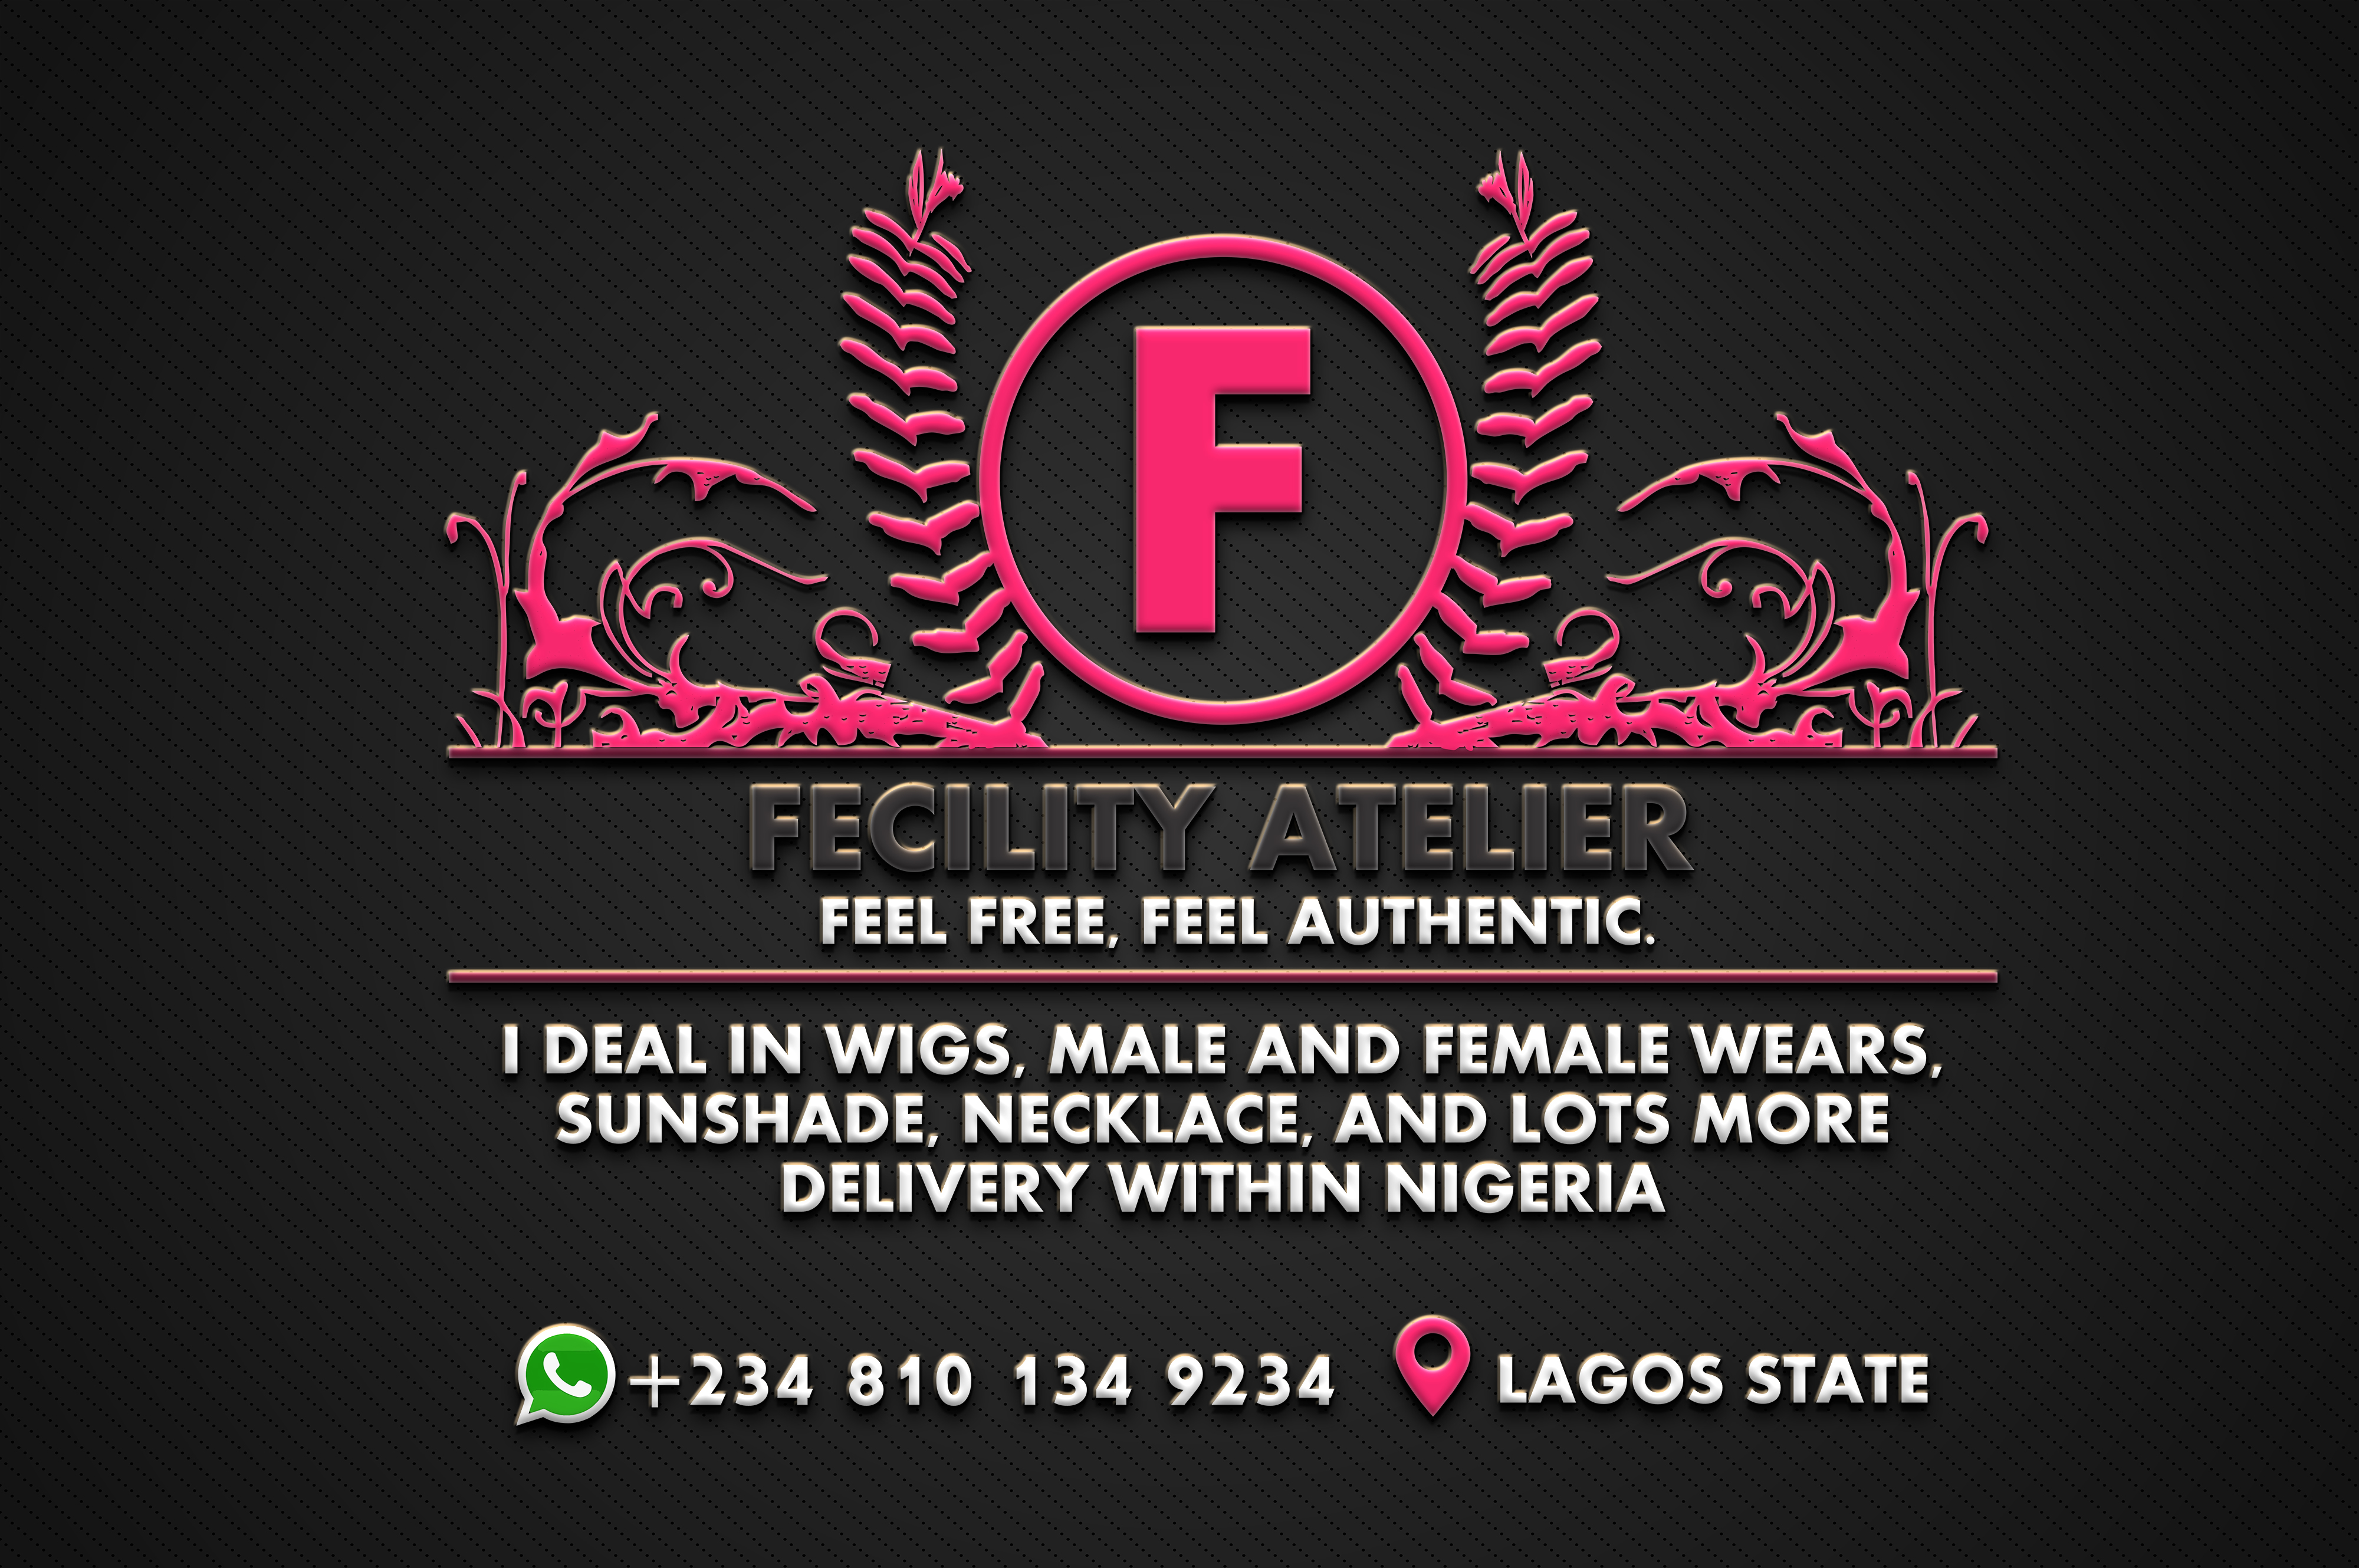 F
FECILITY ATELIER
FEEL FREE, FEEL AUTHENTIC.
I DEAL IN WIGS, MALE AND FEMALE WEARS,
SUNSHADE, NECKLACE, AND LOTS MORE
DELIVERY WITHIN NIGERIA
+234 810 134 9234 LAGOS STATE